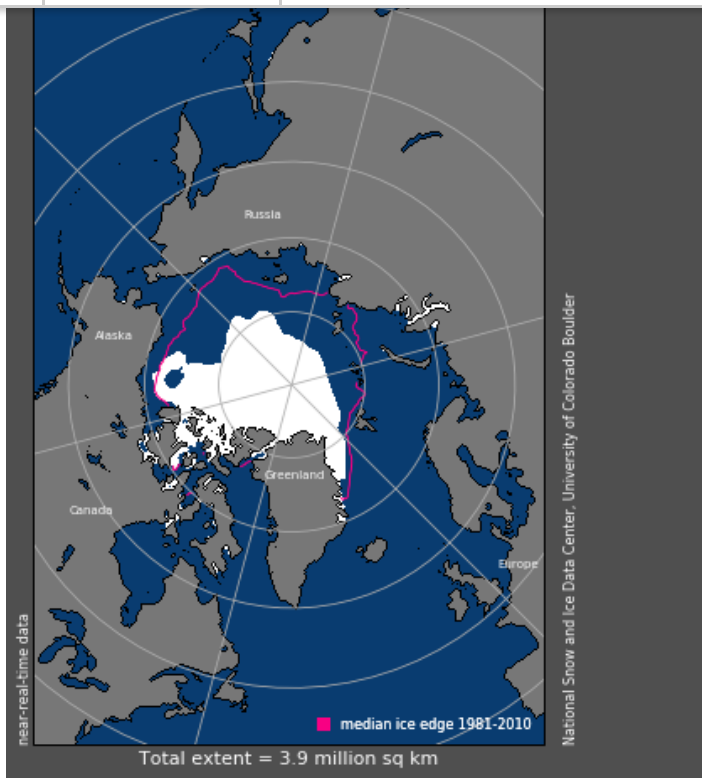 Russia
Alaska
Greenland
Canada
Europe
near-real-time data
National Snow and Ice Data Center, University of Colorado Boulder
median ice edge 1981-2010
Total extent = 3.9 million sq km